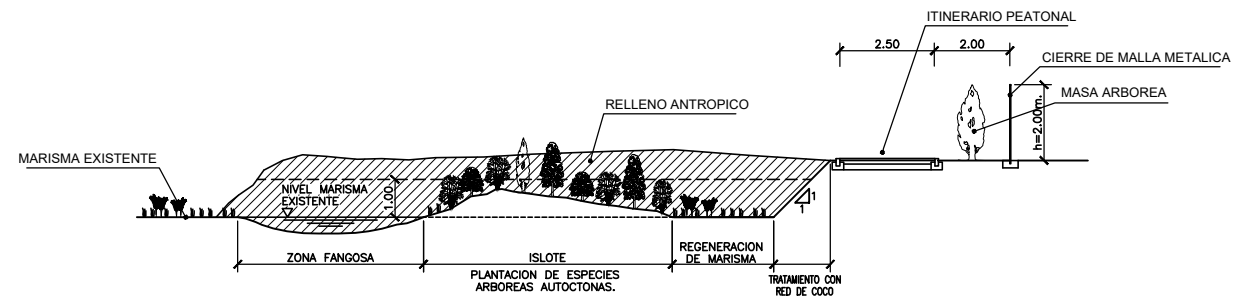 ITINERARIO PEATONAL
2.50
2.00
CIERRE DE MALLA METALICA
MASA ARBOREA
h=2.00m.
RELLENO ANTROPICO
MARISMA EXISTENTE
NIVEL MARISMA
EXISTENTE
1.00
1
1
ZONA FANGOSA
ISLOTE
PLANTACION DE ESPECIES
ARBOREAS AUTOCTONAS.
REGENERACION
DE MARISMA
TRATAMIENTO CON
RED DE COCO